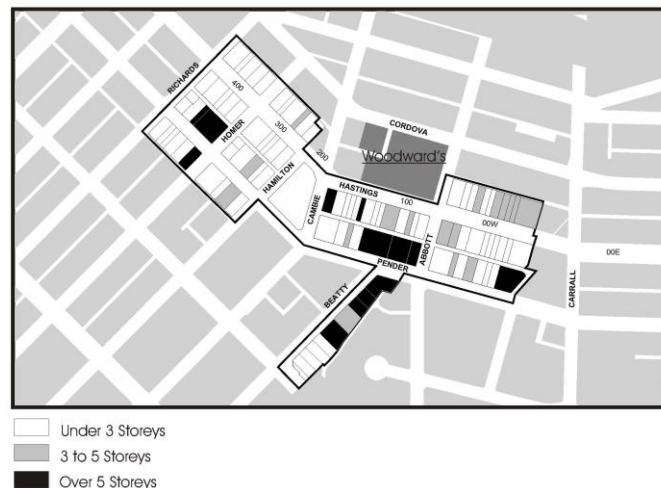 RICHARDS
400
HOMER
300
CORDOVA
Woodward's
200
HAMILTON
HASTINGS
100
CAMBIE
00W
ABBOTT
00E
PENDER
BEATTY
CARRALL
Under 3 Storeys
3 to 5 Storeys
Over 5 Storeys